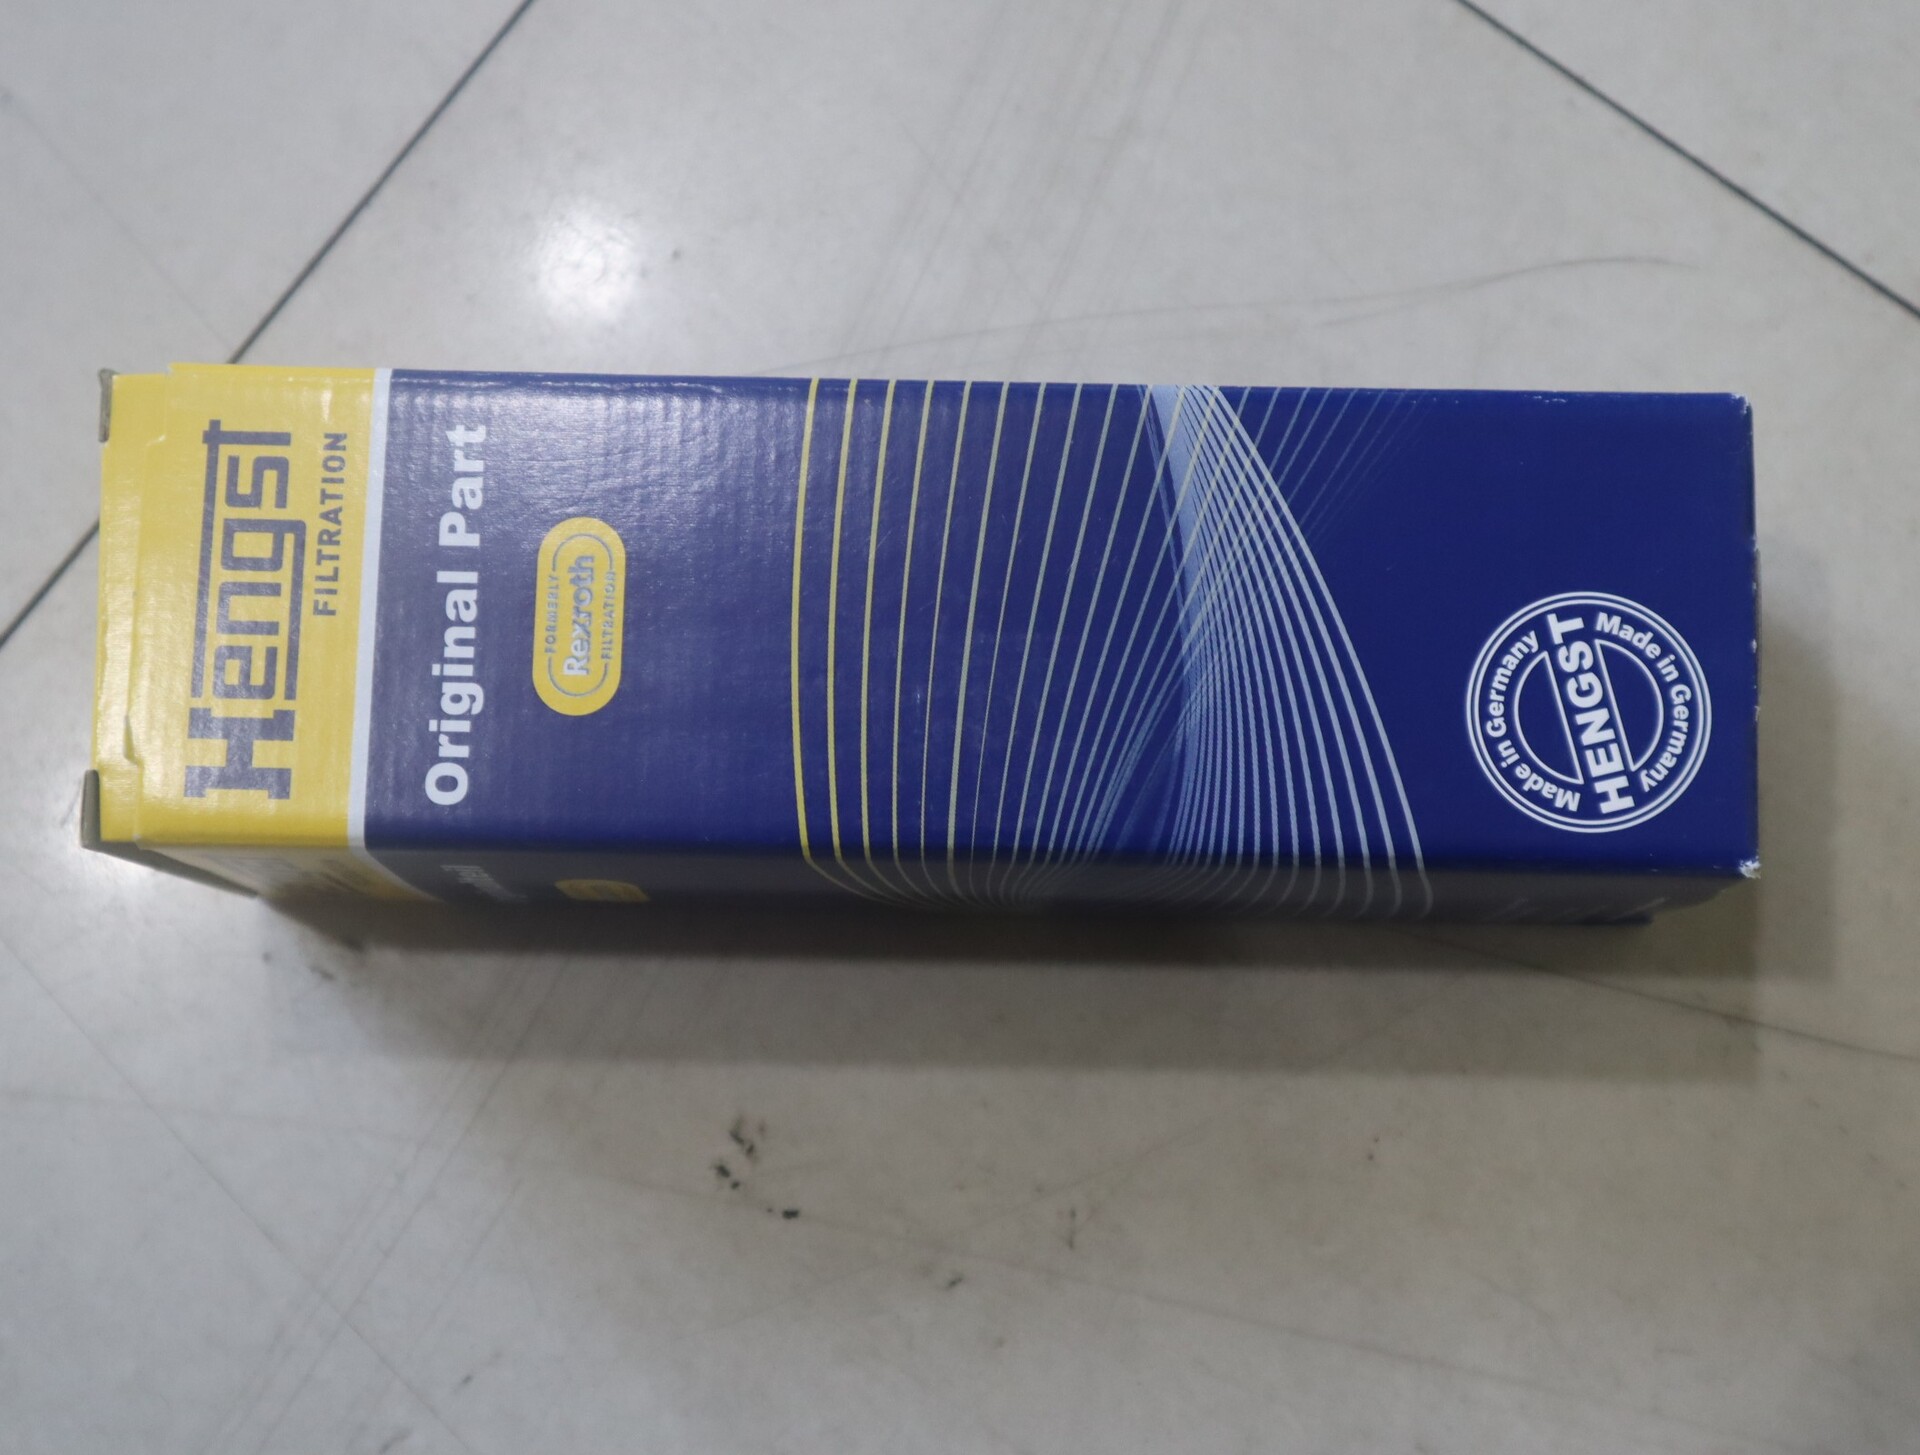 Hengst
FILTRATION
Original Part
FORMERLY
Rexroth
FILTRATION
Made in Germany
HENGST
Made in Germany